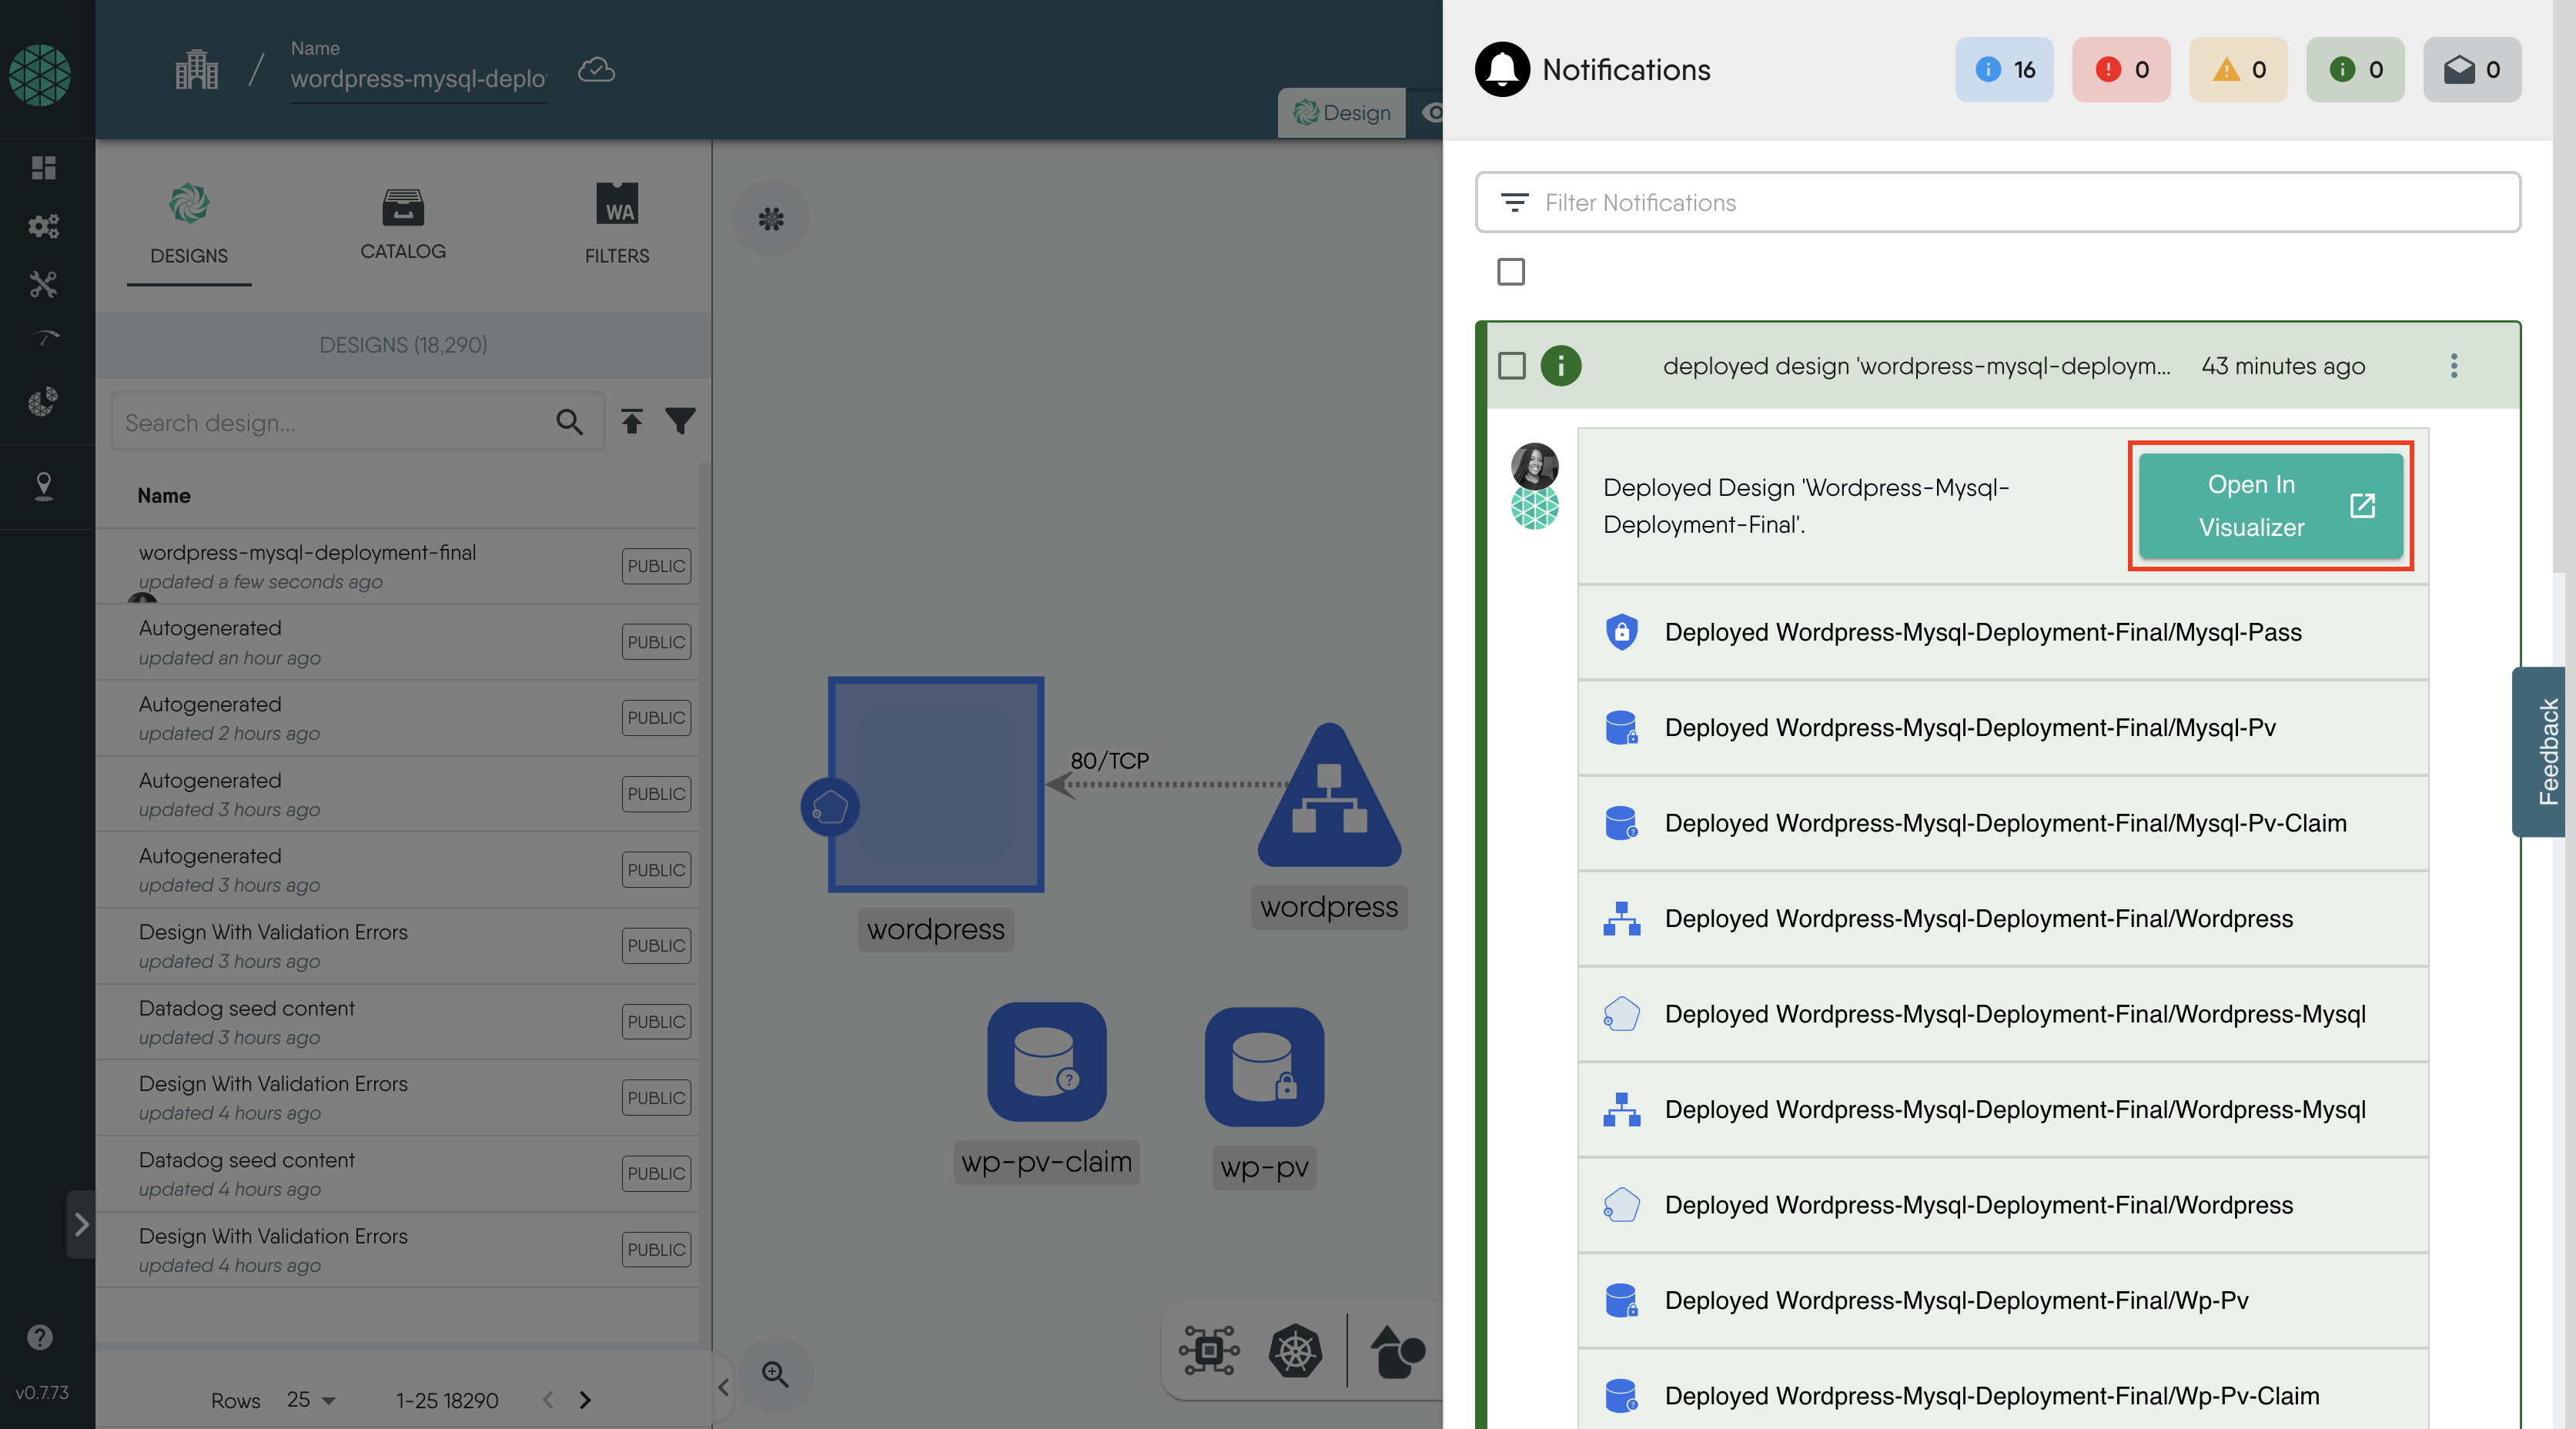 Name
wordpress-mysql-deplo
Design
DESIGNS
CATALOG
WA
FILTERS
DESIGNS (18,290)
Search design...
Name
wordpress-mysql-deployment-final
updated a few seconds ago
PUBLIC
Autogenerated
updated an hour ago
PUBLIC
Autogenerated
updated 2 hours ago
PUBLIC
Autogenerated
updated 3 hours ago
PUBLIC
Autogenerated
updated 3 hours ago
PUBLIC
Design With Validation Errors
updated 3 hours ago
PUBLIC
Datadog seed content
updated 3 hours ago
PUBLIC
Design With Validation Errors
updated 4 hours ago
PUBLIC
Datadog seed content
updated 4 hours ago
PUBLIC
Design With Validation Errors
updated 4 hours ago
PUBLIC
Rows 25 1-25 18290
v0.7.73
80/TCP
wordpress
wordpress
wp-pv-claim
wp-pv
Notifications
16 0 0 0 0
Filter Notifications
deployed design 'wordpress-mysql-deploym... 43 minutes ago
Deployed Design 'Wordpress-Mysql-
Deployment-Final'.
Open In
Visualizer
Deployed Wordpress-Mysql-Deployment-Final/Mysql-Pass
Deployed Wordpress-Mysql-Deployment-Final/Mysql-Pv
Deployed Wordpress-Mysql-Deployment-Final/Mysql-Pv-Claim
Deployed Wordpress-Mysql-Deployment-Final/Wordpress
Deployed Wordpress-Mysql-Deployment-Final/Wordpress-Mysql
Deployed Wordpress-Mysql-Deployment-Final/Wordpress-Mysql
Deployed Wordpress-Mysql-Deployment-Final/Wordpress
Deployed Wordpress-Mysql-Deployment-Final/Wp-Pv
Deployed Wordpress-Mysql-Deployment-Final/Wp-Pv-Claim
Feedback